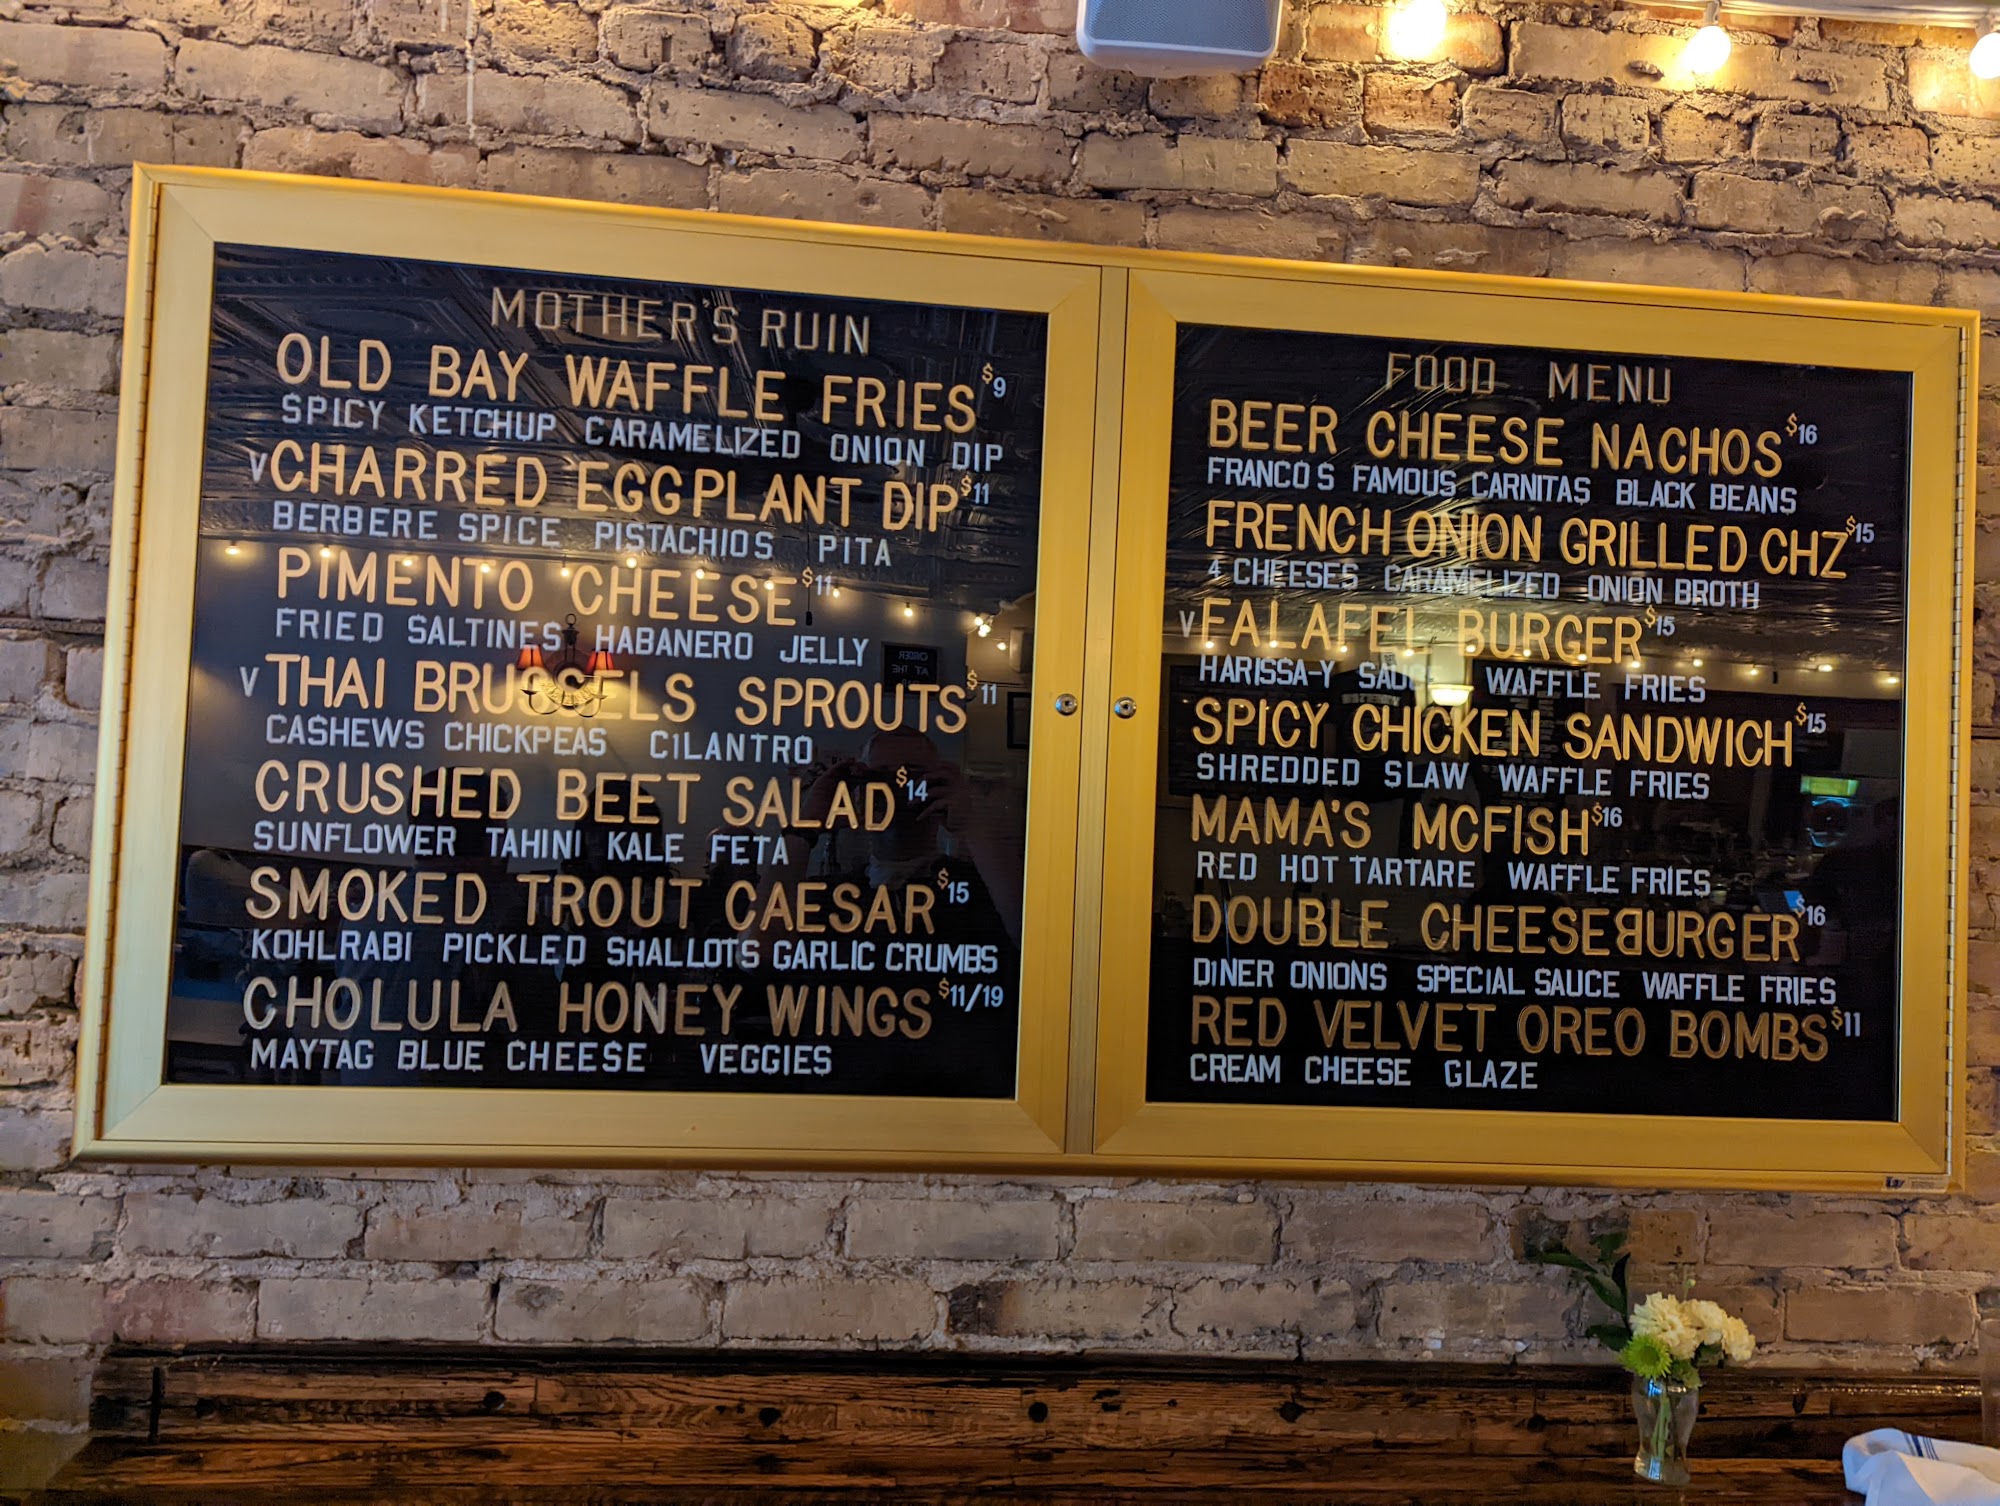 MOTHER'S RUIN
OLD BAY WAFFLE FRIES $9
SPICY KETCHUP CARAMELIZED ONION DIP
V CHARRED EGGPLANT DIP $11
BERBERE SPICE PISTACHIOS PITA
PIMENTO CHEESE $11
FRIED SALTINES HABANERO JELLY
V THAI BRUSSELS SPROUTS $11
CASHEWS CHICKPEAS CILANTRO
CRUSHED BEET SALAD $14
SUNFLOWER TAHINI KALE FETA
SMOKED TROUT CAESAR $15
KOHLRABI PICKLED SHALLOTS GARLIC CRUMBS
CHOLULA HONEY WINGS $11/19
MAYTAG BLUE CHEESE VEGGIES
FOOD MENU
BEER CHEESE NACHOS $16
FRANCO S FAMOUS CARNITAS BLACK BEANS
FRENCH ONION GRILLED CHZ $15
4 CHEESES CARAMELIZED ONION BROTH
V FALAFEL BURGER $15
HARISSA-Y SAUCE WAFFLE FRIES
SPICY CHICKEN SANDWICH $15
SHREDDED SLAW WAFFLE FRIES
MAMA'S MCFISH $16
RED HOT TARTARE WAFFLE FRIES
DOUBLE CHEESEBURGER $16
DINER ONIONS SPECIAL SAUCE WAFFLE FRIES
RED VELVET OREO BOMBS $11
CREAM CHEESE GLAZE